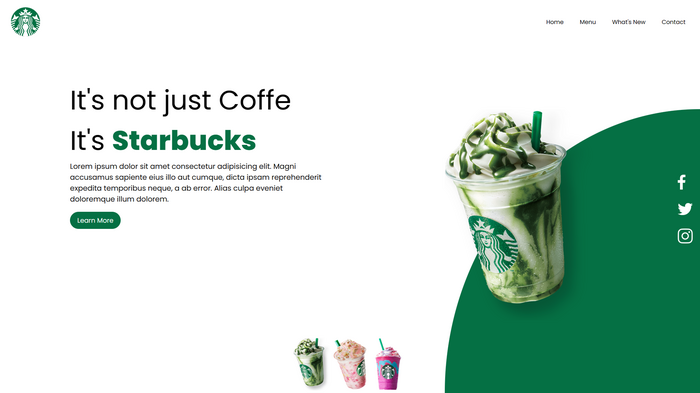 Home Menu What's New Contact
It's not just Coffe
It's Starbucks
Lorem ipsum dolor sit amet consectetur adipisicing elit. Magni
accusamus sapiente eius illo aut cumque, dicta ipsam reprehenderit
expedita temporibus neque, a ab error. Alias culpa eveniet
doloremque illum dolorem.
Learn More